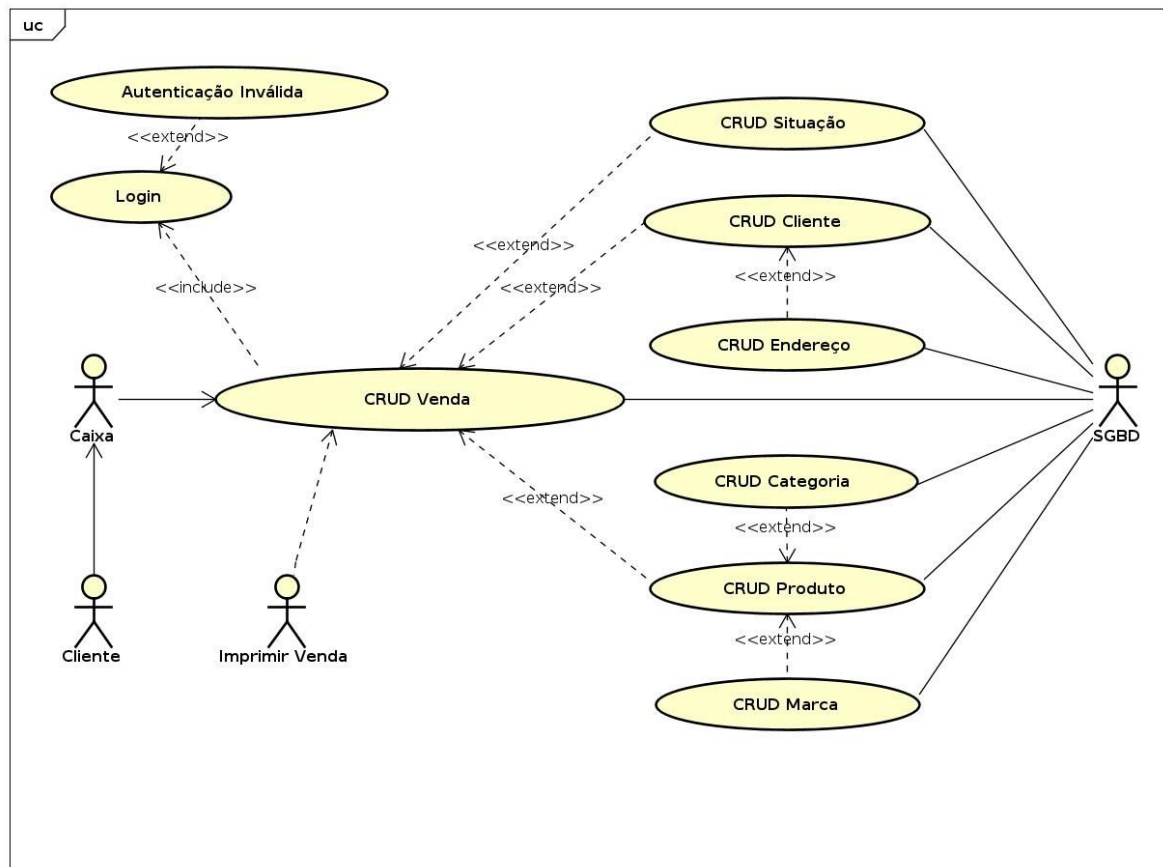 uc
Autenticação Inválida
<<extend>>
Login
<<include>>
CRUD Situação
CRUD Cliente
<<extend>>
<<extend>>
<<extend>>
CRUD Endereço
CRUD Venda
Caixa
SGBD
CRUD Categoria
<<extend>>
<<extend>>
CRUD Produto
<<extend>>
Cliente
Imprimir Venda
CRUD Marca